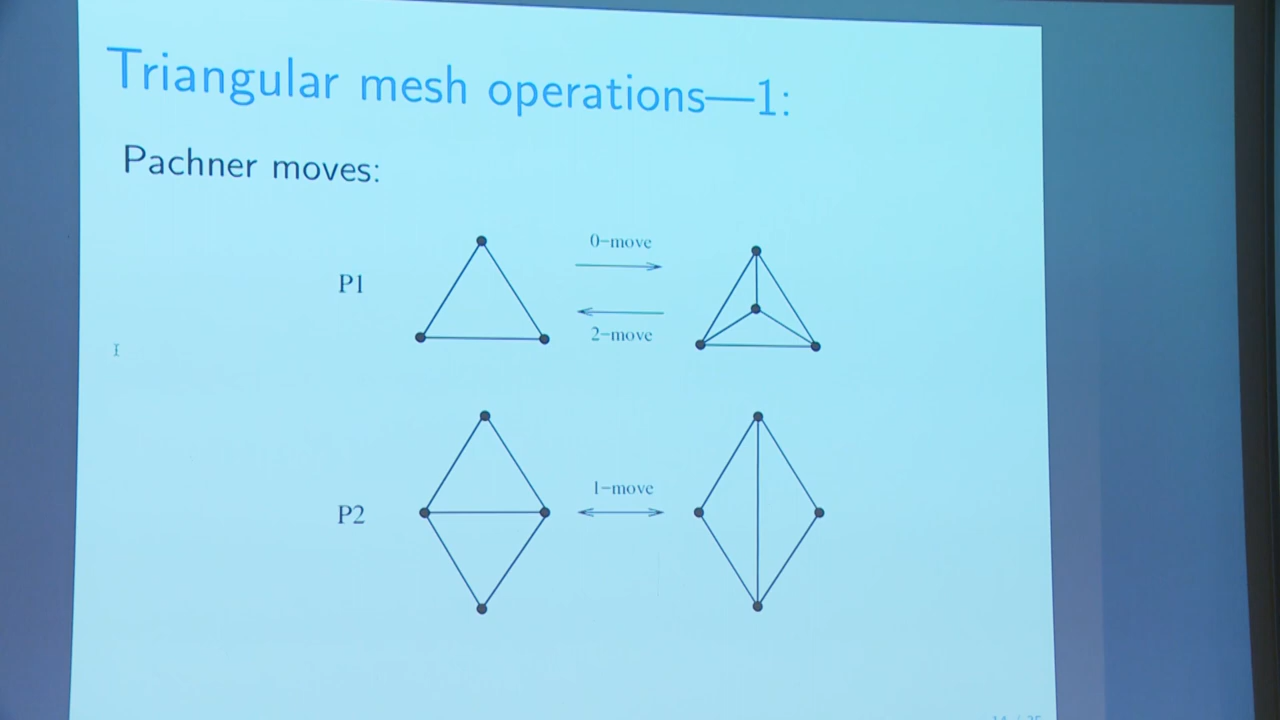 Triangular mesh operations—1:
Pachner moves:
0−move
P1
2−move
1−move
P2